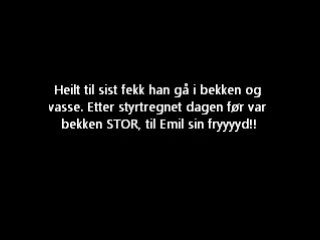 Heilt til sist fekk han gå i bekken og
vasse. Etter styrtregnet dagen før var
bekken STOR, til Emil sin fryyyyd!!